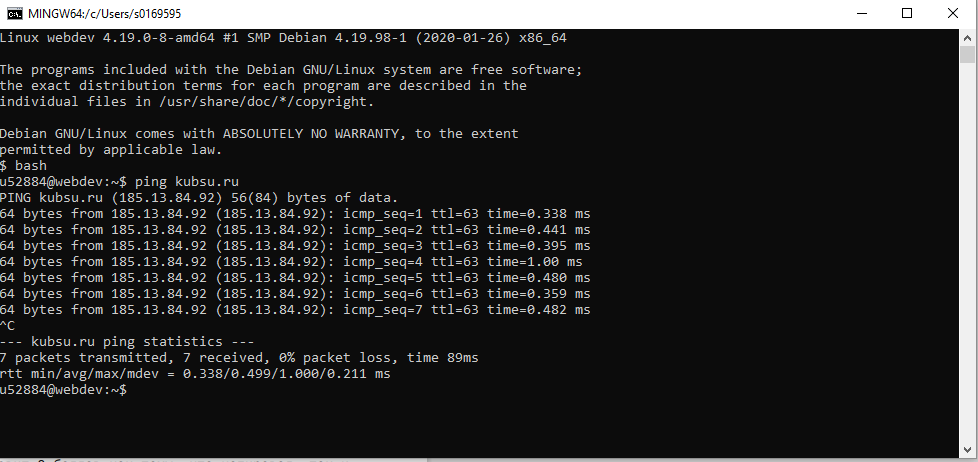 MINGW64:/c/Users/s0169595
Linux webdev 4.19.0-8-amd64 #1 SMP Debian 4.19.98-1 (2020-01-26) x86_64
The programs included with the Debian GNU/Linux system are free software;
the exact distribution terms for each program are described in the
individual files in /usr/share/doc/*/copyright.
Debian GNU/Linux comes with ABSOLUTELY NO WARRANTY, to the extent
permitted by applicable law.
$ bash
u52884@webdev:~$ ping kubsu.ru
PING kubsu.ru (185.13.84.92) 56(84) bytes of data.
64 bytes from 185.13.84.92 (185.13.84.92): icmp_seq=1 ttl=63 time=0.338 ms
64 bytes from 185.13.84.92 (185.13.84.92): icmp_seq=2 ttl=63 time=0.441 ms
64 bytes from 185.13.84.92 (185.13.84.92): icmp_seq=3 ttl=63 time=0.395 ms
64 bytes from 185.13.84.92 (185.13.84.92): icmp_seq=4 ttl=63 time=1.00 ms
64 bytes from 185.13.84.92 (185.13.84.92): icmp_seq=5 ttl=63 time=0.480 ms
64 bytes from 185.13.84.92 (185.13.84.92): icmp_seq=6 ttl=63 time=0.359 ms
64 bytes from 185.13.84.92 (185.13.84.92): icmp_seq=7 ttl=63 time=0.482 ms
^C
--- kubsu.ru ping statistics ---
7 packets transmitted, 7 received, 0% packet loss, time 89ms
rtt min/avg/max/mdev = 0.338/0.499/1.000/0.211 ms
u52884@webdev:~$